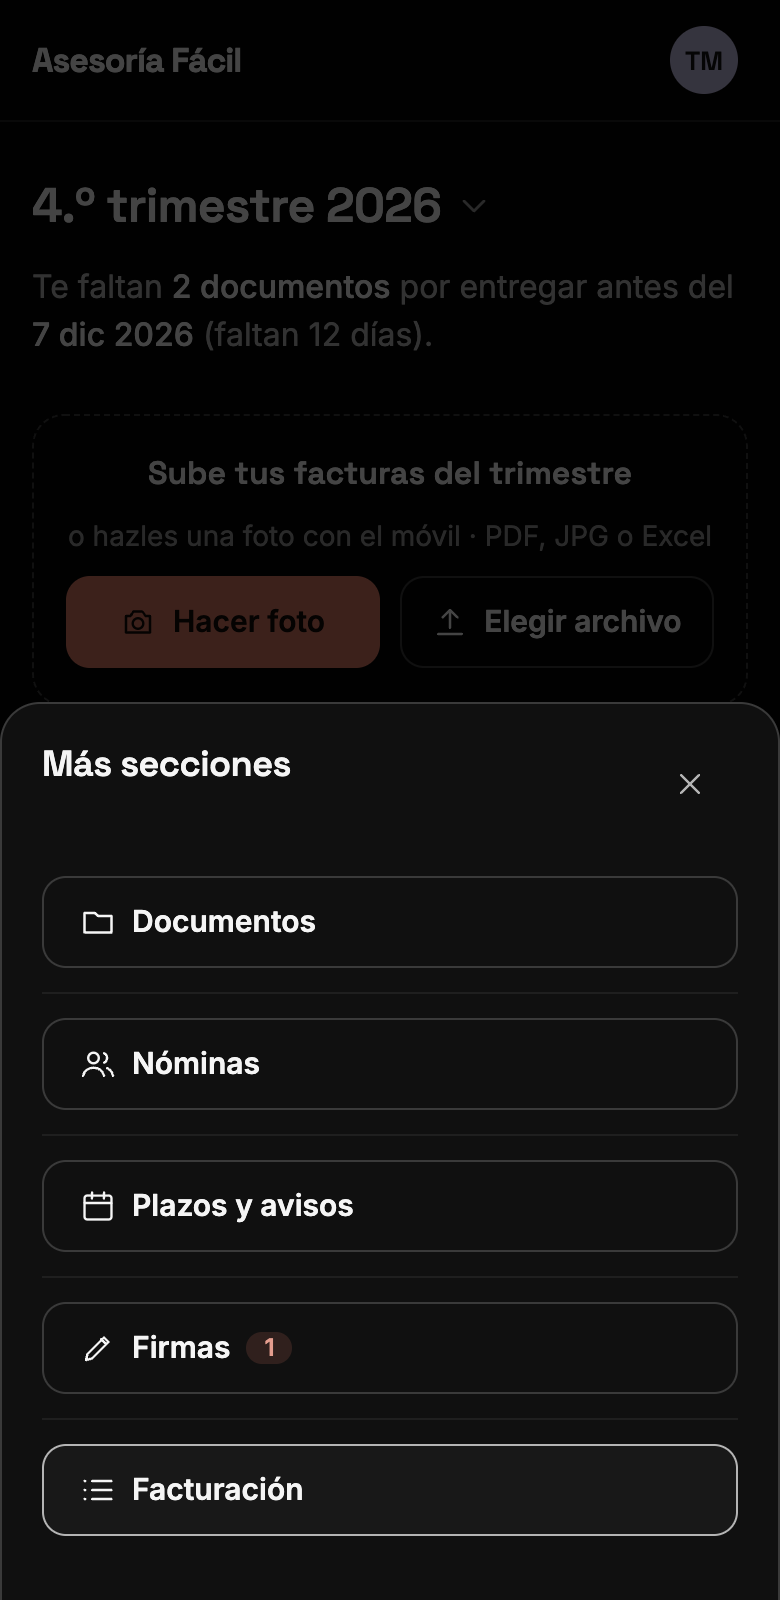 Asesoría Fácil
TM
4.º trimestre 2026
Te faltan 2 documentos por entregar antes del
7 dic 2026 (faltan 12 días).
Sube tus facturas del trimestre
o hazles una foto con el móvil · PDF, JPG o Excel
Hacer foto
Elegir archivo
Más secciones
Documentos
Nóminas
Plazos y avisos
Firmas 1
Facturación